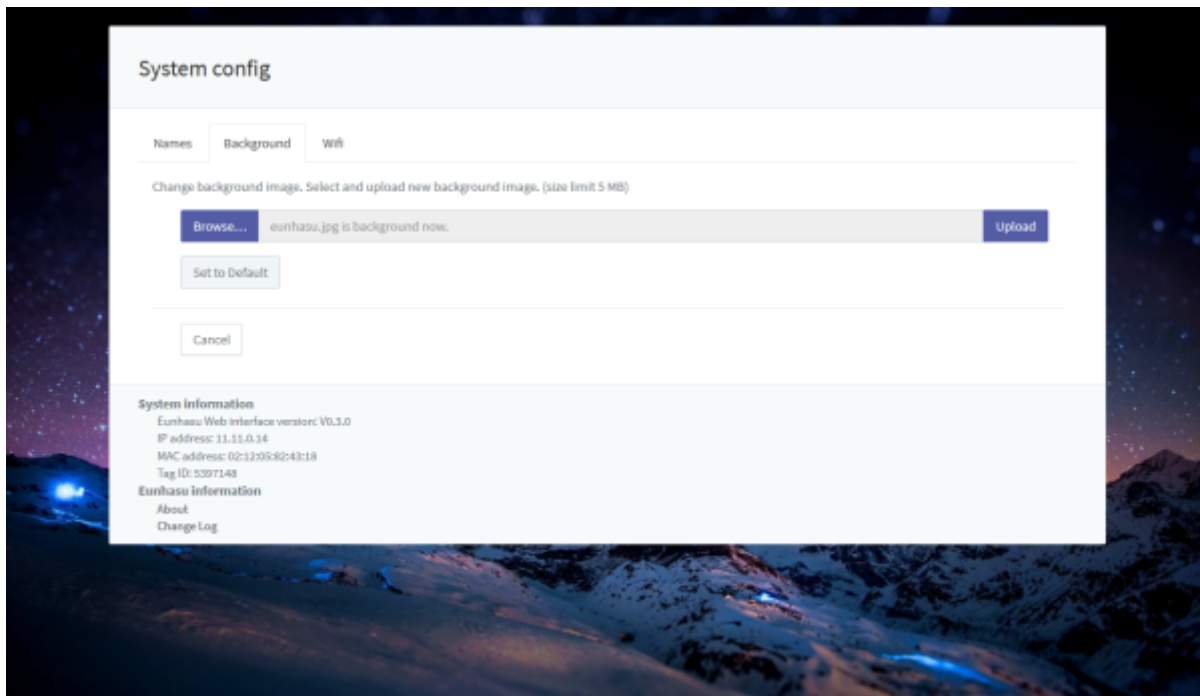 System config
Names Background Wifi
Change background image. Select and upload new background image. (size limit 5 MB)
Browse... eunhasu.jpg is background now. Upload
Set to Default
Cancel
System information
Eunhasu Web interface version: V0.3.0
IP address: 11.11.0.14
MAC address: 02:12:05:82:43:18
Tag ID: 5397148
Eunhasu information
About
Change Log